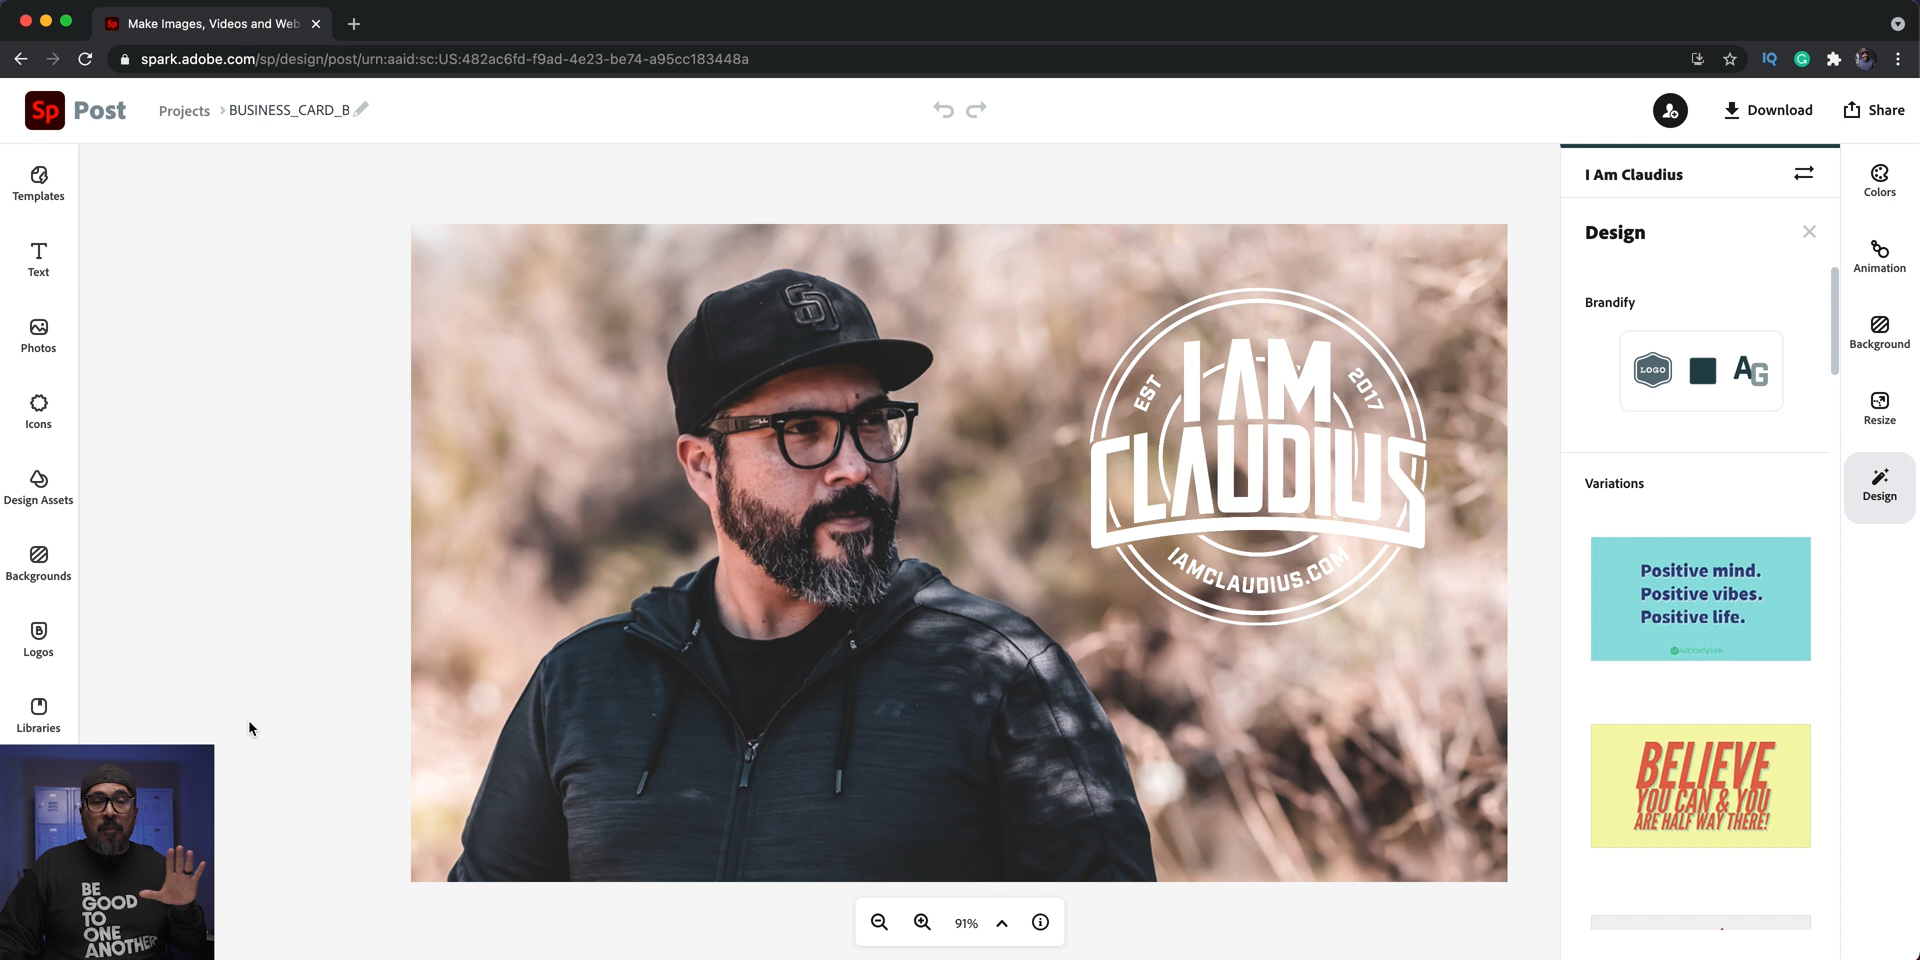 Make Images, Videos and Web
spark.adobe.com/sp/design/post/urn:aaid:sc:US:482ac6fd-f9ad-4e23-be74-a95cc183448a
IQ
G
Sp Post
Projects > BUSINESS_CARD_B
Download
Share
Templates
Text
Photos
Icons
Design Assets
Backgrounds
Logos
Libraries
EST
2017
I AM
CLAUDIUS
IAMCLAUDIUS.COM
BE
GOOD
TO
ONE
ANOTHER
91%
I Am Claudius
Design
Brandify
LOGO
AG
Variations
Positive mind.
Positive vibes.
Positive life.
AdobeSpark
BELIEVE
YOU CAN & YOU
ARE HALF WAY THERE!
Colors
Animation
Background
Resize
Design